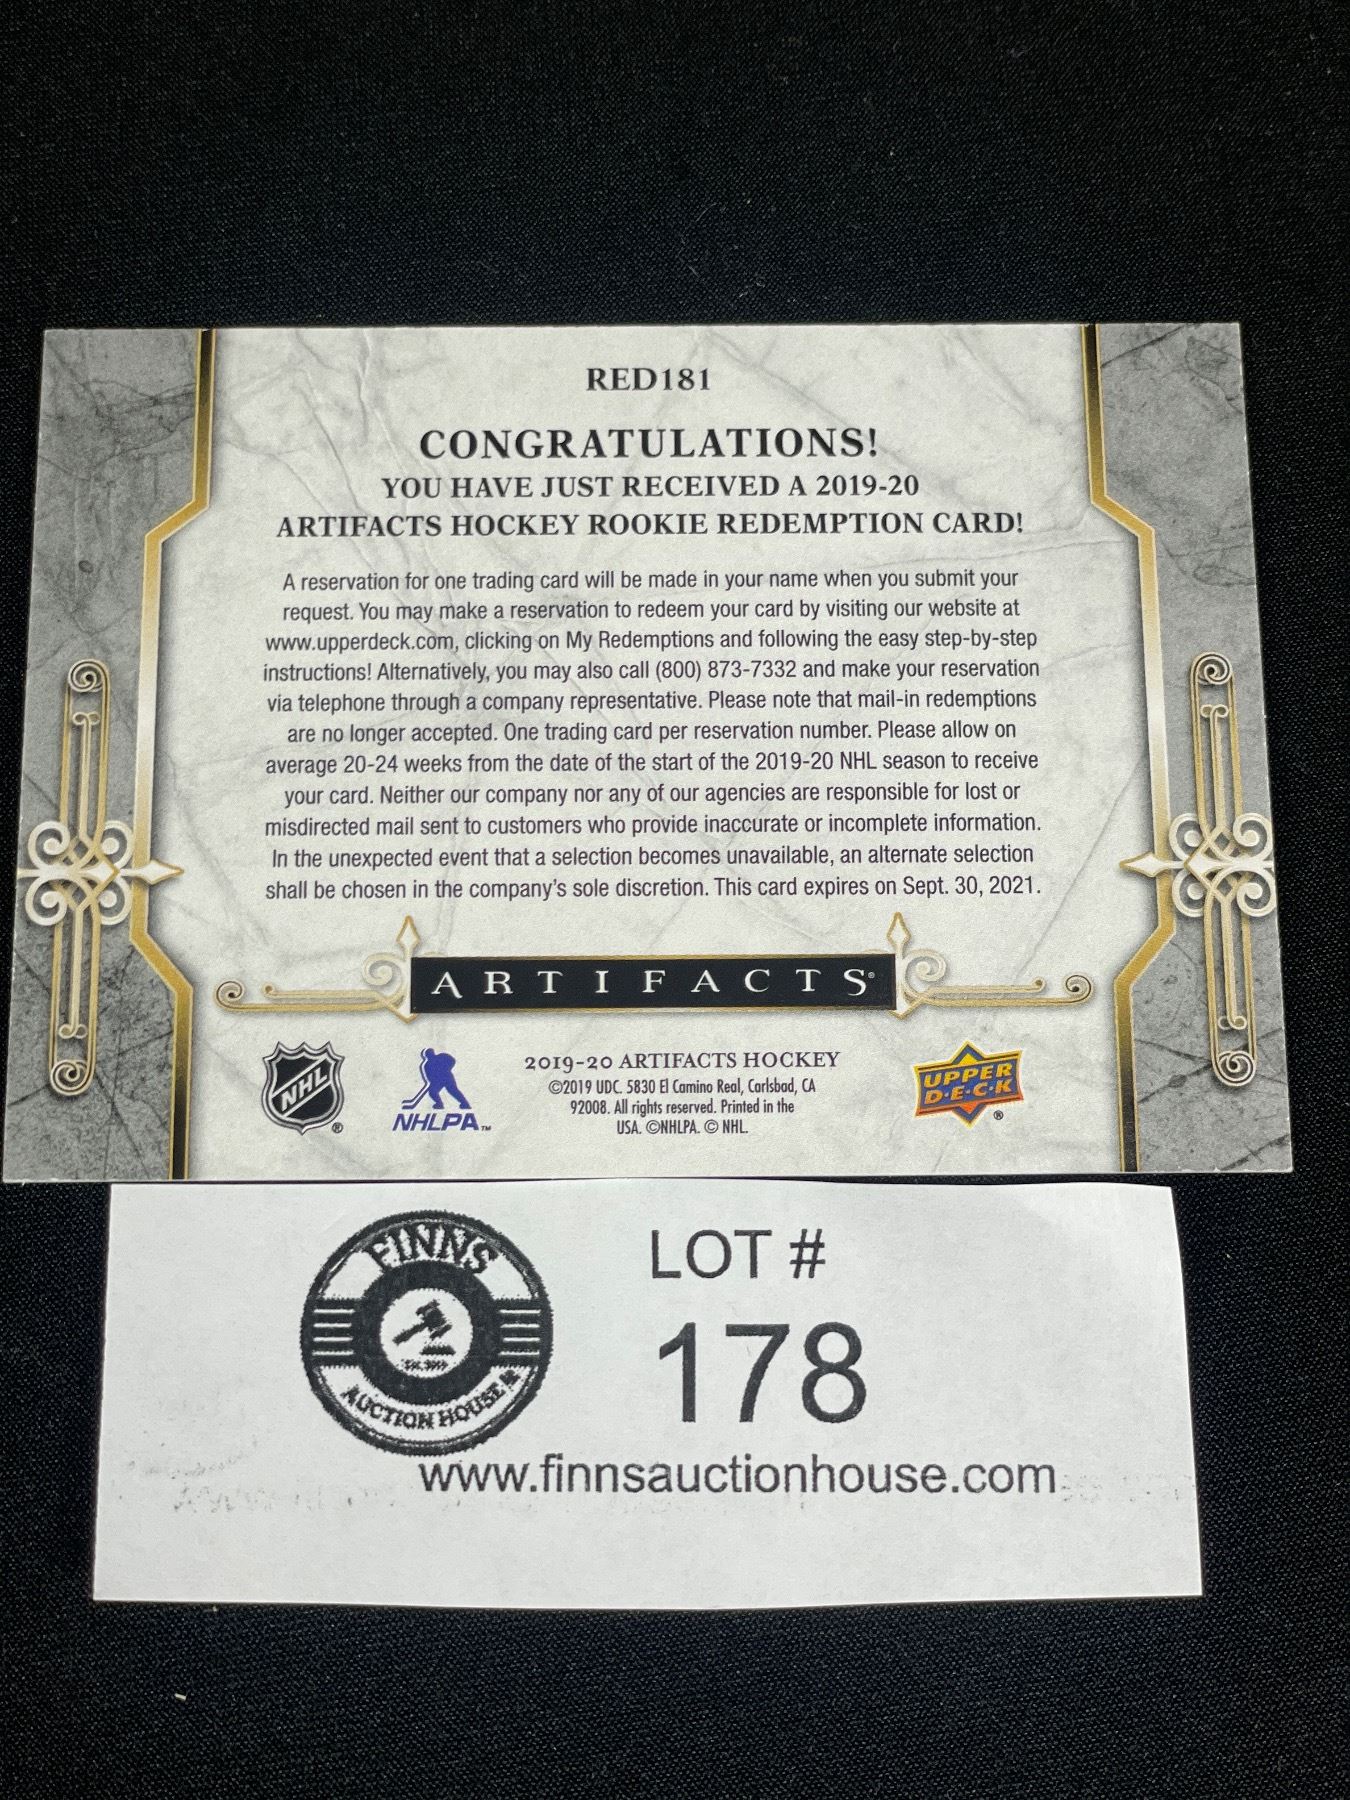 RED181
CONGRATULATIONS!
YOU HAVE JUST RECEIVED A 2019-20
ARTIFACTS HOCKEY ROOKIE REDEMPTION CARD!
A reservation for one trading card will be made in your name when you submit your
request. You may make a reservation to redeem your card by visiting our website at
www.upperdeck.com, clicking on My Redemptions and following the easy step-by-step
instructions! Alternatively, you may also call (800) 873-7332 and make your reservation
via telephone through a company representative. Please note that mail-in redemptions
are no longer accepted. One trading card per reservation number. Please allow on
average 20-24 weeks from the date of the start of the 2019-20 NHL season to receive
your card. Neither our company nor any of our agencies are responsible for lost or
misdirected mail sent to customers who provide inaccurate or incomplete information.
In the unexpected event that a selection becomes unavailable, an alternate selection
shall be chosen in the company's sole discretion. This card expires on Sept. 30, 2021.
ARTIFACTS®
NHL ®
NHLPA™
2019-20 ARTIFACTS HOCKEY
©2019 UDC. 5830 El Camino Real, Carlsbad, CA
92008. All rights reserved. Printed in the
USA. ©NHLPA. © NHL.
UPPER
D·E·C·K ®
FINNS
AUCTION HOUSE
LOT #
178
www.finnsauctionhouse.com